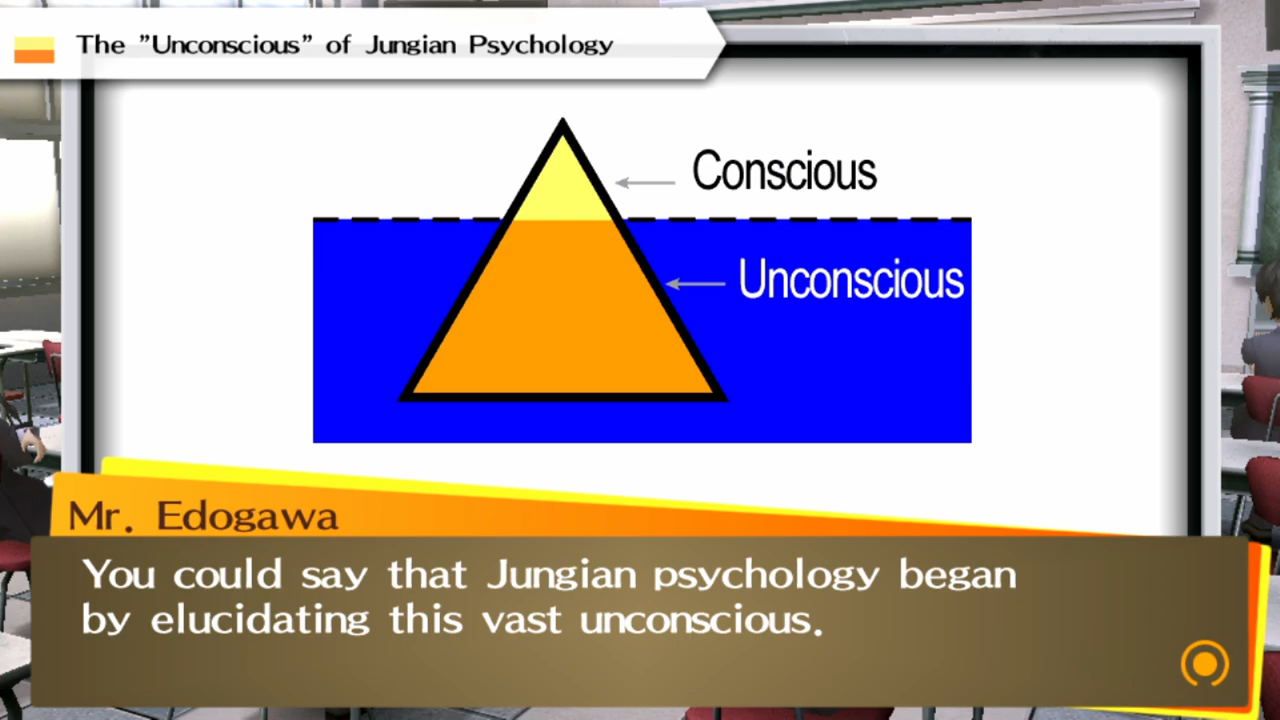 The "Unconscious" of Jungian Psychology
Conscious
Unconscious
Mr. Edogawa
You could say that Jungian psychology began
by elucidating this vast unconscious.